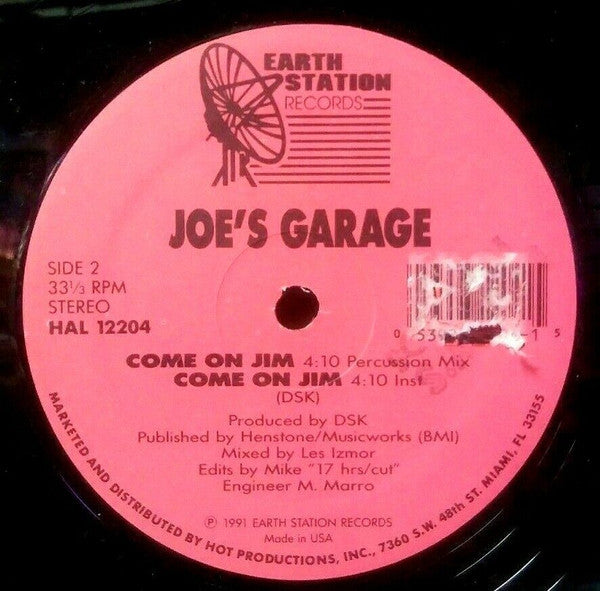 EARTH
STATION
RECORDS
JOE'S GARAGE
SIDE 2
33⅓ RPM
STEREO
HAL 12204
COME ON JIM 4:10 Percussion Mix
COME ON JIM 4:10 Inst
(DSK)
Produced by DSK
Published by Henstone/Musicworks (BMI)
Mixed by Les Izmor
Edits by Mike "17 hrs/cut"
Engineer M. Marro
℗ 1991 EARTH STATION RECORDS
Made in USA
MARKETED AND DISTRIBUTED BY HOT PRODUCTIONS, INC., 7360 S.W. 48th ST. MIAMI, FL 33155